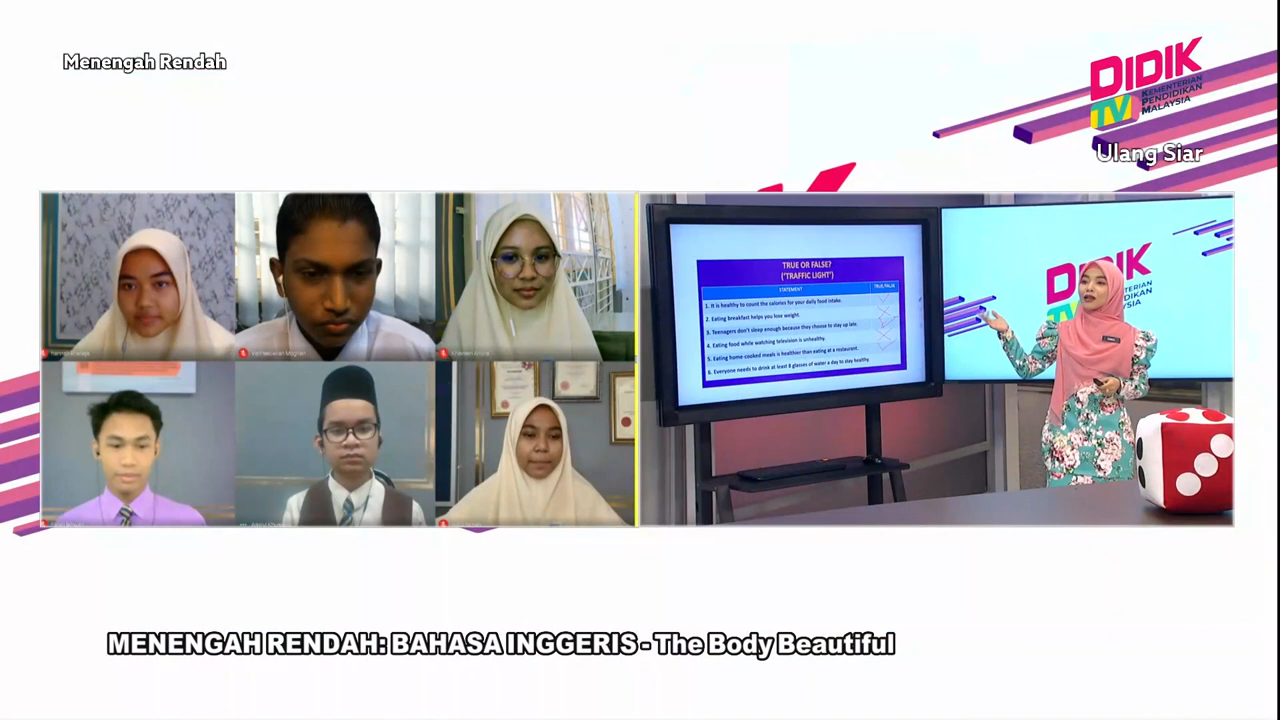 Menengah Rendah
DIDIK
TV KEMENTERIAN
PENDIDIKAN
MALAYSIA
Ulang Siar
TRUE OR FALSE?
('TRAFFIC LIGHT')
STATEMENT TRUE/FALSE
1. It is healthy to count the calories for your daily food intake.
2. Eating breakfast helps you lose weight.
3. Teenagers don't sleep enough because they choose to stay up late.
4. Eating food while watching television is unhealthy.
5. Eating home-cooked meals is healthier than eating at a restaurant.
6. Everyone needs to drink at least 8 glasses of water a day to stay healthy.
DIDIK
MENENGAH RENDAH: BAHASA INGGERIS - The Body Beautiful